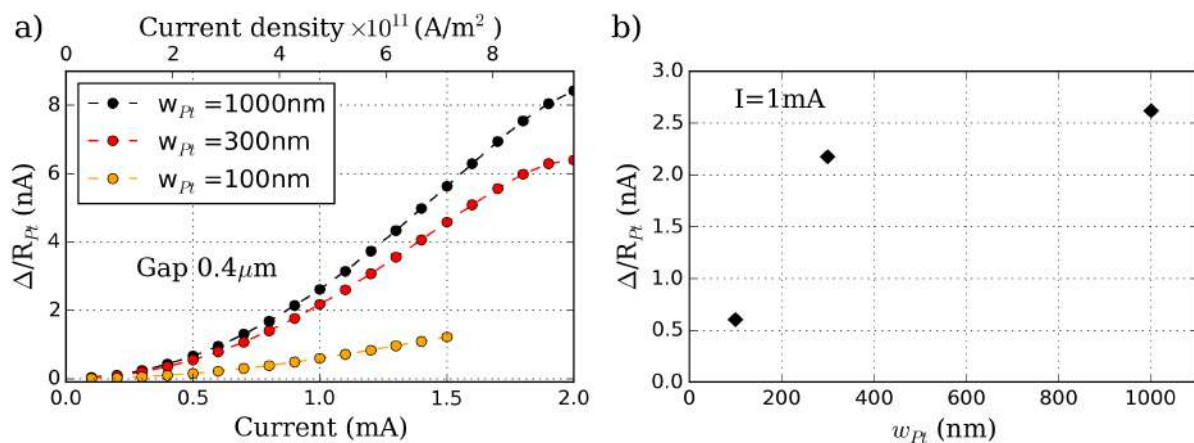 a)
Current density ×10¹¹ (A/m²)
0 2 4 6 8
Δ/R_Pt (nA)
8
6
4
2
0
w_Pt =1000nm
w_Pt =300nm
w_Pt =100nm
Gap 0.4μm
0.0 0.5 1.0 1.5 2.0
Current (mA)
b)
Δ/R_Pt (nA)
3.0
2.5
2.0
1.5
1.0
0.5
0.0
I=1mA
0 200 400 600 800 1000
w_Pt (nm)